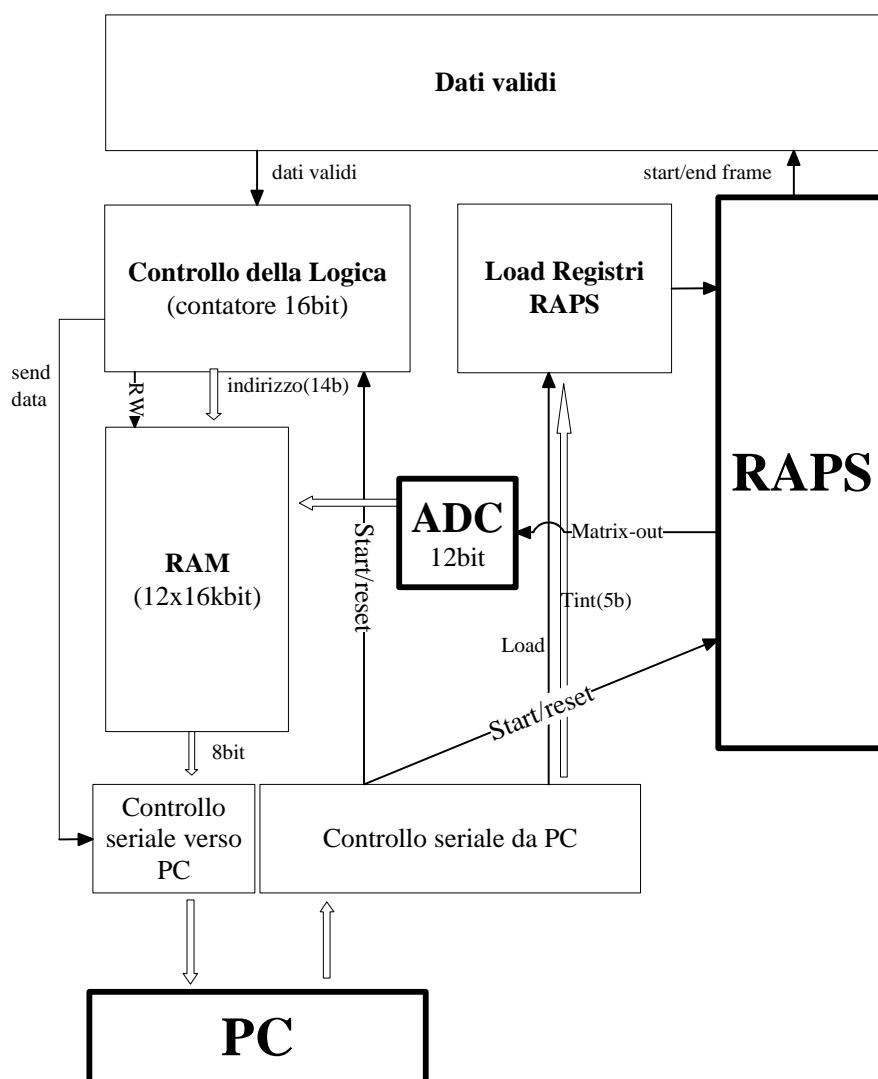 Dati validi
dati validi
start/end frame
Controllo della Logica
(contatore 16bit)
Load Registri
RAPS
send
data
RW
indirizzo(14b)
RAPS
ADC
12bit
Matrix-out
RAM
(12x16kbit)
Start/reset
Tint(5b)
Load
Start/reset
8bit
Controllo
seriale verso
PC
Controllo seriale da PC
PC